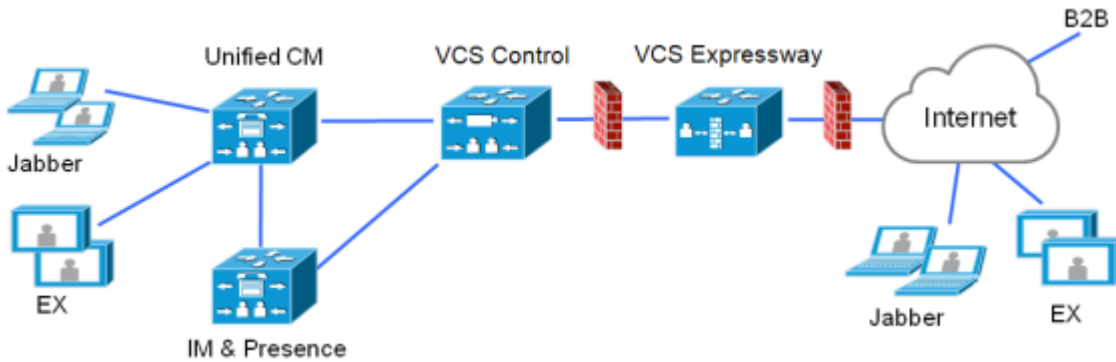 B2B
Unified CM
VCS Control
VCS Expressway
Internet
Jabber
EX
IM & Presence
Jabber
EX